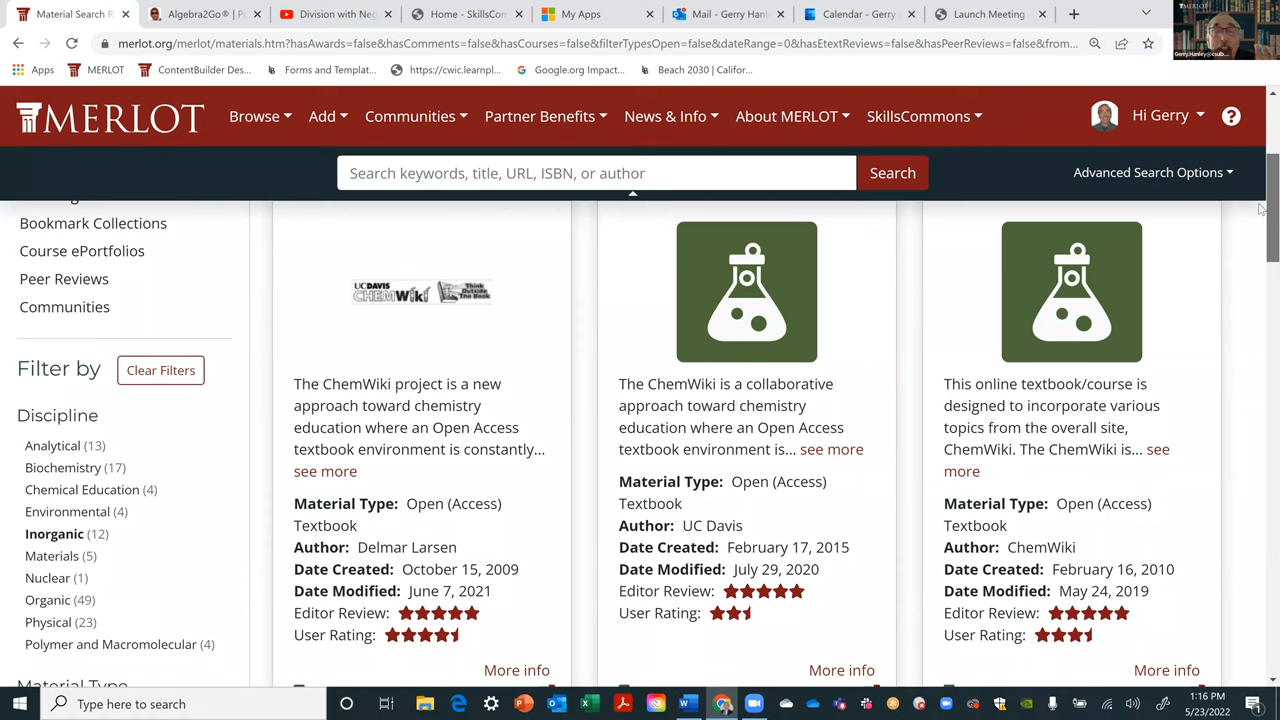 Material Search R
Algebra2Go® | P
Division with Neg
Home - SkillsCom
My Apps
Mail - Gerry Han
Calendar - Gerry
Launch Meeting -
merlot.org/merlot/materials.htm?hasAwards=false&hasComments=false&hasCourses=false&filterTypesOpen=false&dateRange=0&hasEtextReviews=false&hasPeerReviews=false&from...
MERLOT
Gerry.Hanley@csulb....
Apps
MERLOT
ContentBuilder Des...
Forms and Templat...
https://cwic.learnpi...
Google.org Impact...
Beach 2030 | Califor...
MERLOT
Browse
Add
Communities
Partner Benefits
News & Info
About MERLOT
SkillsCommons
Hi Gerry
?
Search keywords, title, URL, ISBN, or author
Search
Advanced Search Options
Bookmark Collections
Course ePortfolios
Peer Reviews
Communities
Filter by
Clear Filters
Discipline
Analytical (13)
Biochemistry (17)
Chemical Education (4)
Environmental (4)
Inorganic (12)
Materials (5)
Nuclear (1)
Organic (49)
Physical (23)
Polymer and Macromolecular (4)
Material Type
UCDAVIS
CHEMWiki
Think
Outside
The Book
The ChemWiki project is a new
approach toward chemistry
education where an Open Access
textbook environment is constantly...
see more
Material Type: Open (Access)
Textbook
Author: Delmar Larsen
Date Created: October 15, 2009
Date Modified: June 7, 2021
Editor Review:
User Rating:
More info
The ChemWiki is a collaborative
approach toward chemistry
education where an Open Access
textbook environment is... see more
Material Type: Open (Access)
Textbook
Author: UC Davis
Date Created: February 17, 2015
Date Modified: July 29, 2020
Editor Review:
User Rating:
More info
This online textbook/course is
designed to incorporate various
topics from the overall site,
ChemWiki. The ChemWiki is... see
more
Material Type: Open (Access)
Textbook
Author: ChemWiki
Date Created: February 16, 2010
Date Modified: May 24, 2019
Editor Review:
User Rating:
More info
Type here to search
1:16 PM
5/23/2022